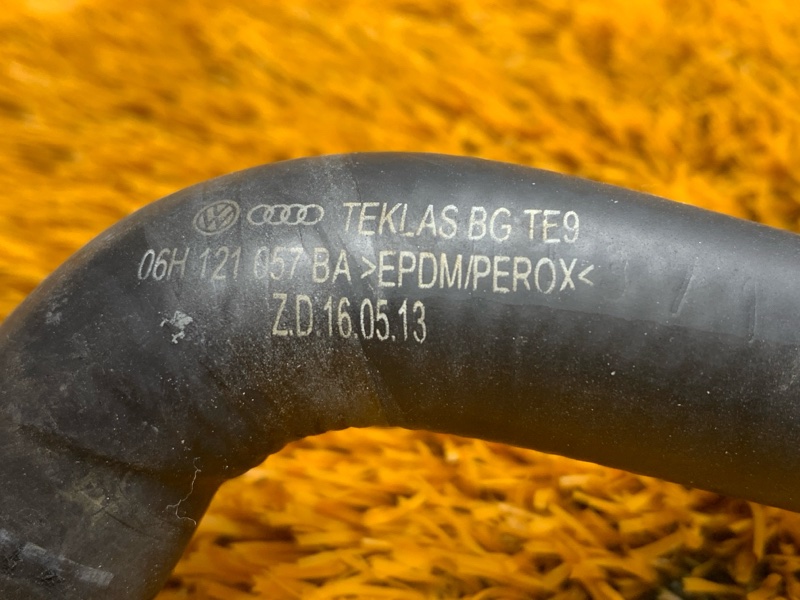 TEKLAS BG TE9
06H 121 057 BA >EPDM/PEROX<
Z.D.16.05.13